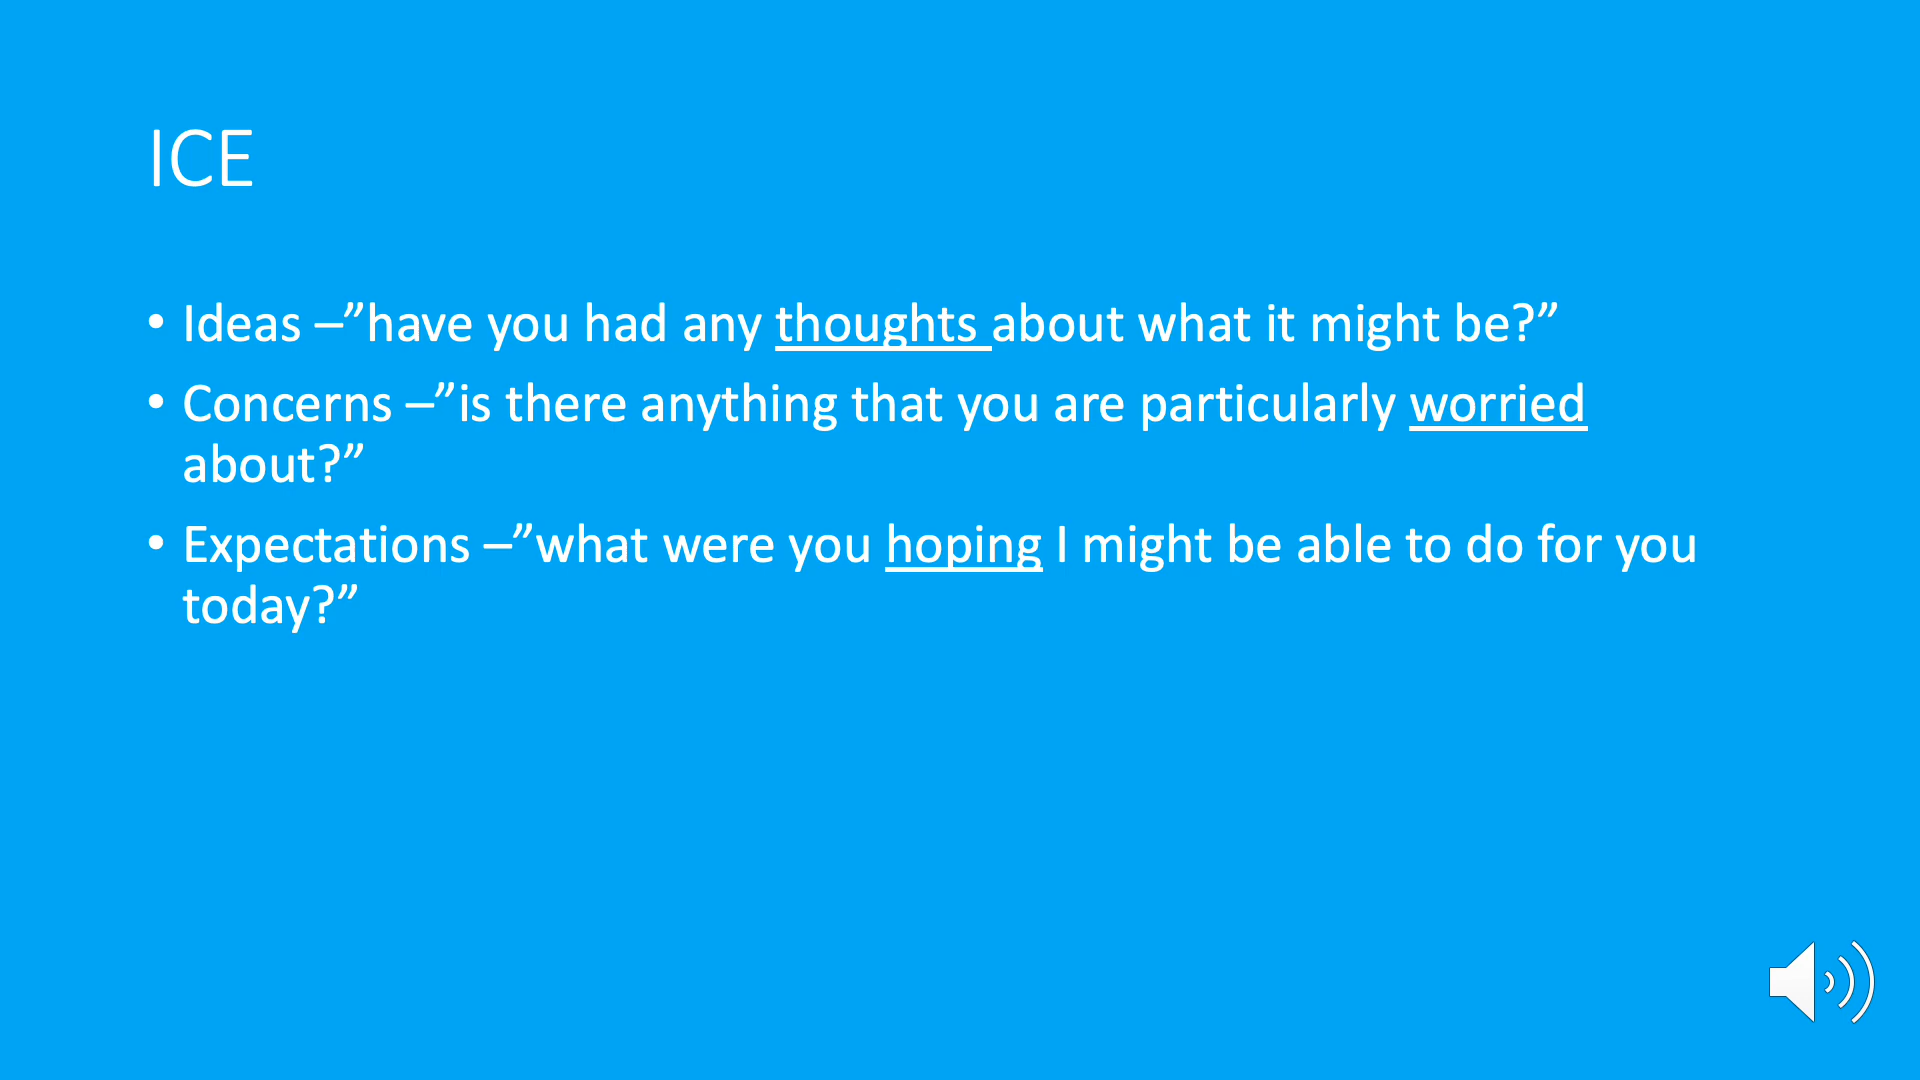 ICE
• Ideas –”have you had any thoughts about what it might be?”
• Concerns –”is there anything that you are particularly worried
about?”
• Expectations –”what were you hoping I might be able to do for you
today?”